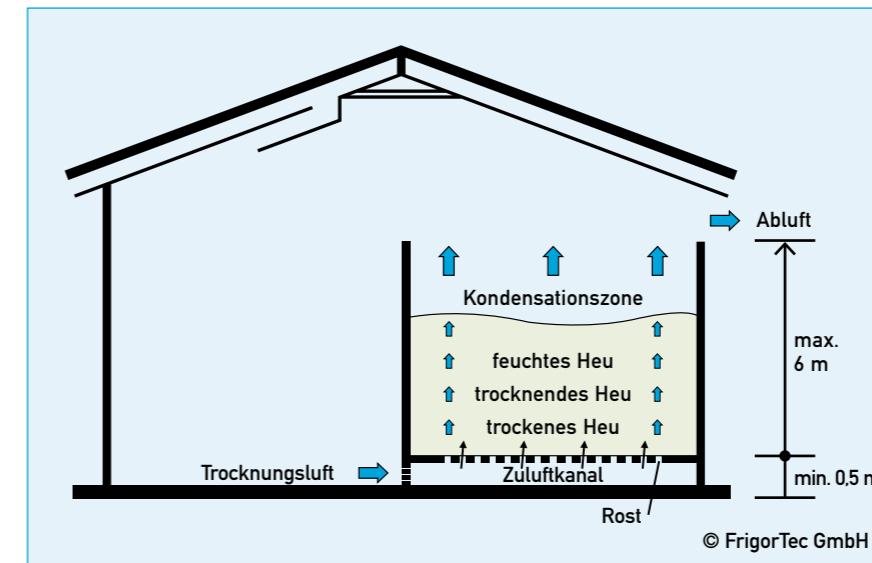 Abluft
Kondensationszone
max.
6 m
feuchtes Heu
trocknendes Heu
trockenes Heu
Trocknungsluft
Zuluftkanal
min. 0,5 m
Rost
© FrigorTec GmbH